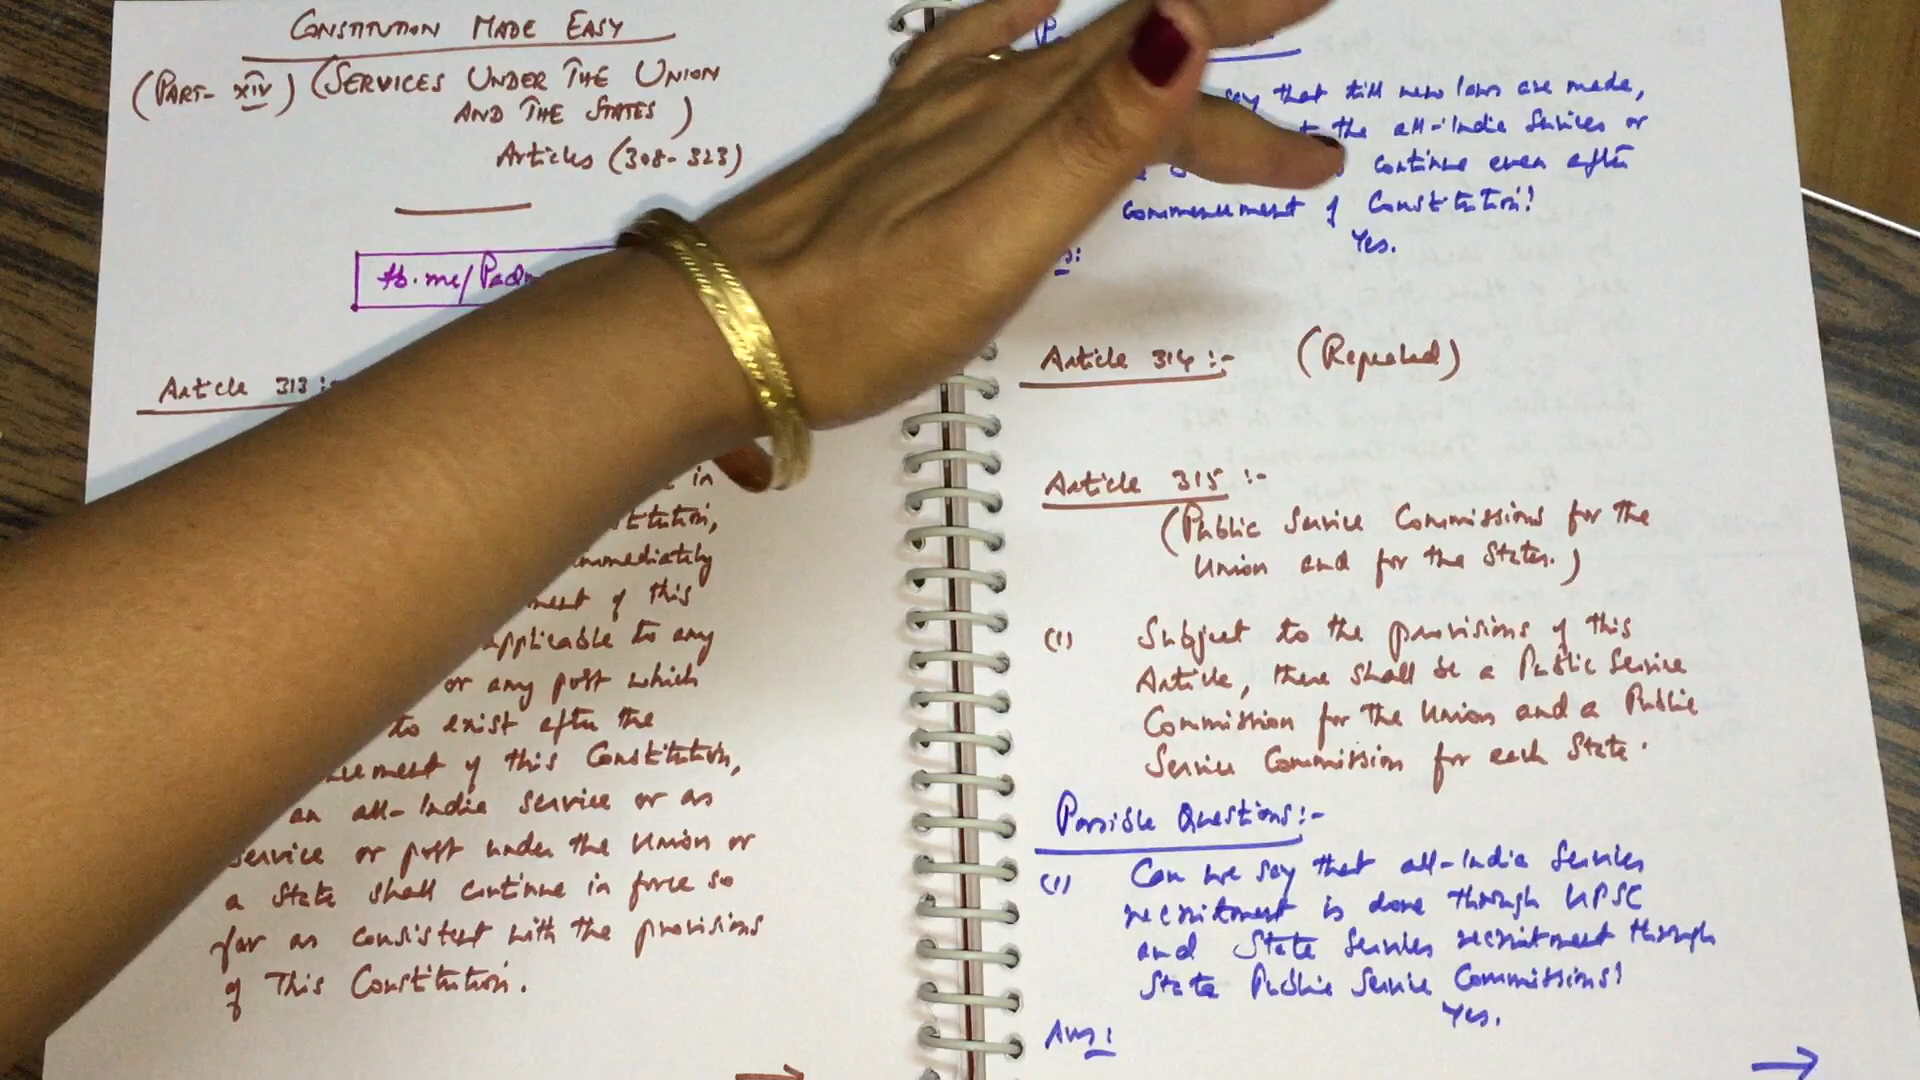 CONSTITUTION MADE EASY
(PART- XIV) (SERVICES UNDER THE UNION
AND THE STATES)
Articles (308-323)
fb.me/Padm
Article 313:-
in
immediately
of this
applicable to any
or any post which
to exist after the
of this Constitution,
an all-India service or as
service or post under the Union or
a State shall continue in force so
far as consistent with the provisions
of This Constitution.
say that till new laws are made,
to the all-India Services or
continue even after
commencement of Constitution?
Yes.
Article 314:- (Repealed)
Article 315:-
(Public Service Commissions for the
Union and for the States.)
(1) Subject to the provisions of this
Article, there shall be a Public Service
Commission for the Union and a Public
Service Commission for each State.
Possible Questions:-
(1) Can we say that all-India Services
recruitment is done through UPSC
and State Services recruitment through
State Public Service Commissions?
Yes.
Ans: